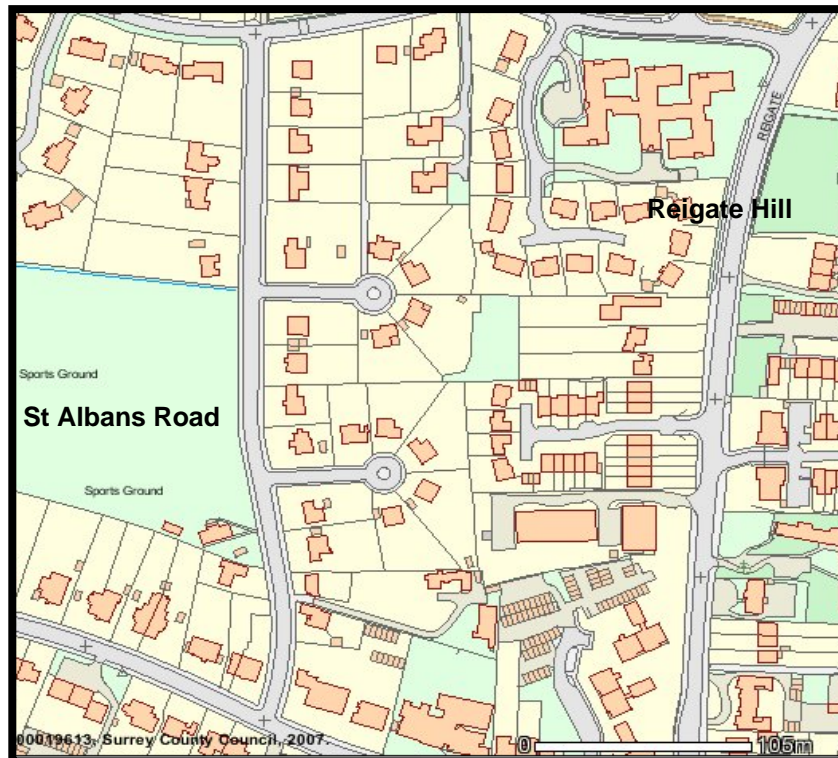 REIGATE
Reigate Hill
Sports Ground
St Albans Road
Sports Ground
00019613, Surrey County Council, 2007.
0 105m